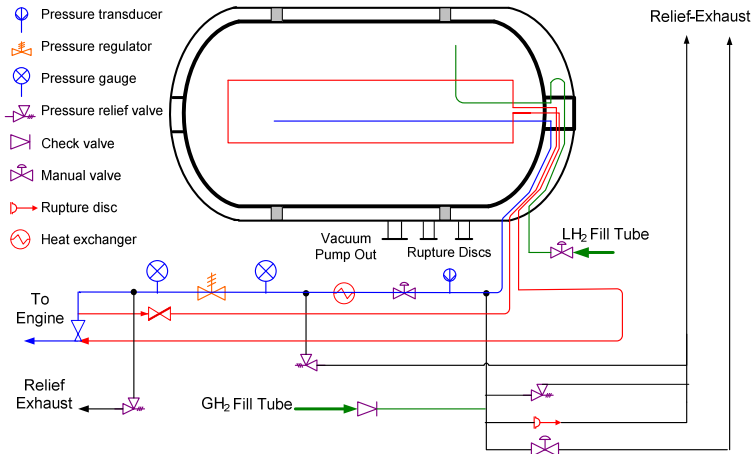 Pressure transducer
Relief-Exhaust
Pressure regulator
Pressure gauge
Pressure relief valve
Check valve
Manual valve
Rupture disc
Heat exchanger
Vacuum
Pump Out
Rupture Discs
LH2 Fill Tube
To
Engine
Relief
Exhaust
GH2 Fill Tube